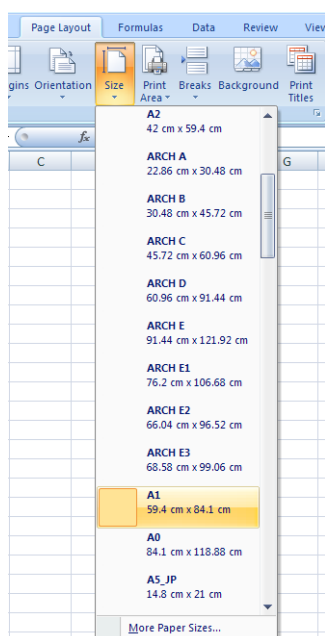 Page Layout Formulas Data Review View
gins Orientation Size Print Area Breaks Background Print Titles
fx
C G
A2
42 cm x 59.4 cm
ARCH A
22.86 cm x 30.48 cm
ARCH B
30.48 cm x 45.72 cm
ARCH C
45.72 cm x 60.96 cm
ARCH D
60.96 cm x 91.44 cm
ARCH E
91.44 cm x 121.92 cm
ARCH E1
76.2 cm x 106.68 cm
ARCH E2
66.04 cm x 96.52 cm
ARCH E3
68.58 cm x 99.06 cm
A1
59.4 cm x 84.1 cm
A0
84.1 cm x 118.88 cm
A5_JP
14.8 cm x 21 cm
More Paper Sizes...